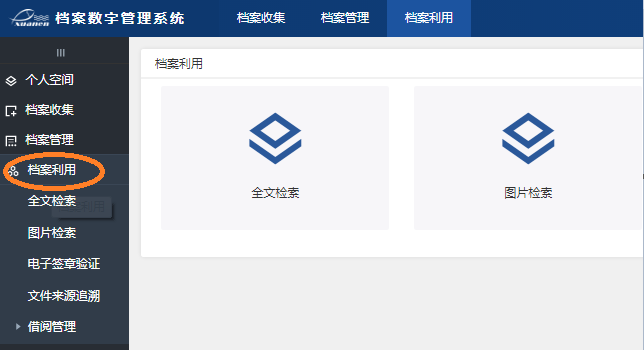 xuanen 档案数字管理系统 档案收集 档案管理 档案利用
个人空间
档案收集
档案管理
档案利用
全文检索
图片检索
电子签章验证
文件来源追溯
借阅管理
档案利用
全文检索 图片检索